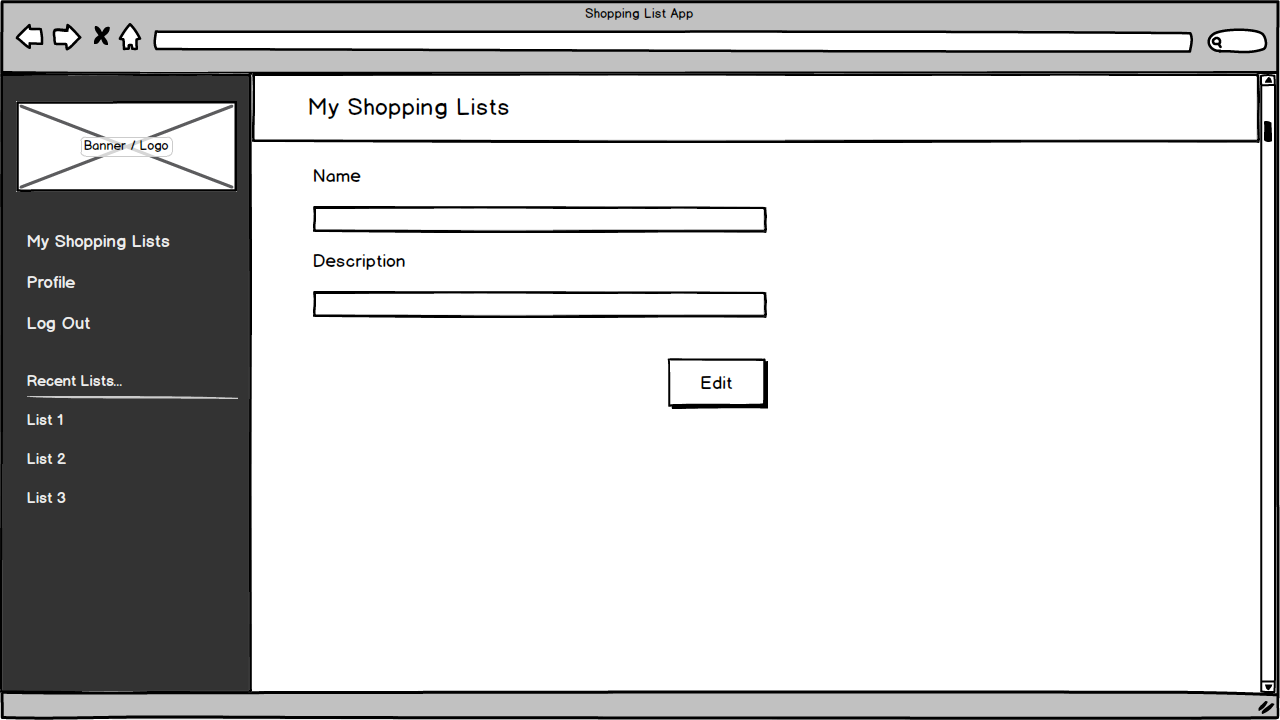 Shopping List App
Banner / Logo
My Shopping Lists
Profile
Log Out
Recent Lists...
List 1
List 2
List 3
My Shopping Lists
Name
Description
Edit